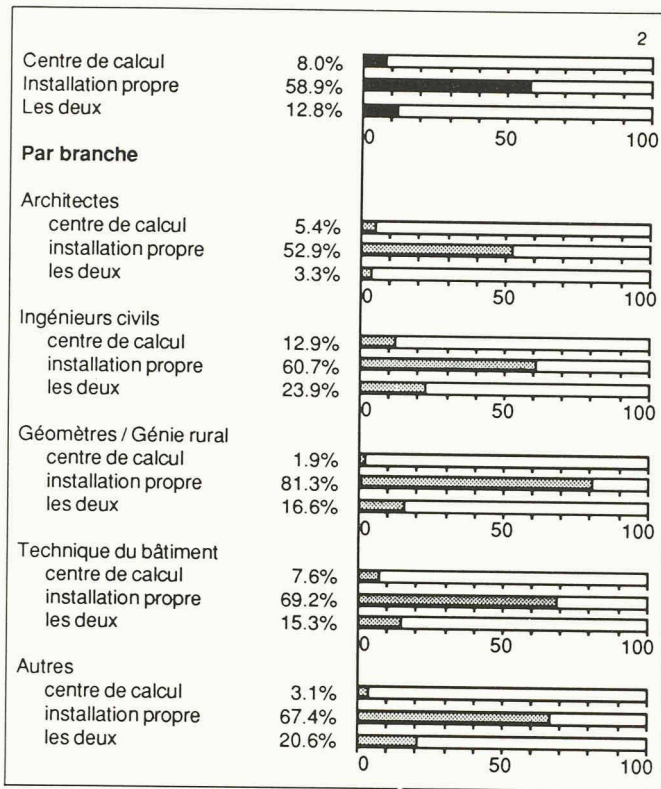 2
Centre de calcul 8.0%
Installation propre 58.9%
Les deux 12.8%
0 50 100
Par branche
Architectes
centre de calcul 5.4%
installation propre 52.9%
les deux 3.3%
0 50 100
Ingénieurs civils
centre de calcul 12.9%
installation propre 60.7%
les deux 23.9%
0 50 100
Géomètres / Génie rural
centre de calcul 1.9%
installation propre 81.3%
les deux 16.6%
0 50 100
Technique du bâtiment
centre de calcul 7.6%
installation propre 69.2%
les deux 15.3%
0 50 100
Autres
centre de calcul 3.1%
installation propre 67.4%
les deux 20.6%
0 50 100